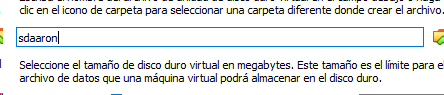 clic en el icono de carpeta para seleccionar una carpeta diferente donde crear el archivo.
sdaaron
Seleccione el tamaño de disco duro virtual en megabytes. Este tamaño es el límite para el
archivo de datos que una máquina virtual podrá almacenar en el disco duro.